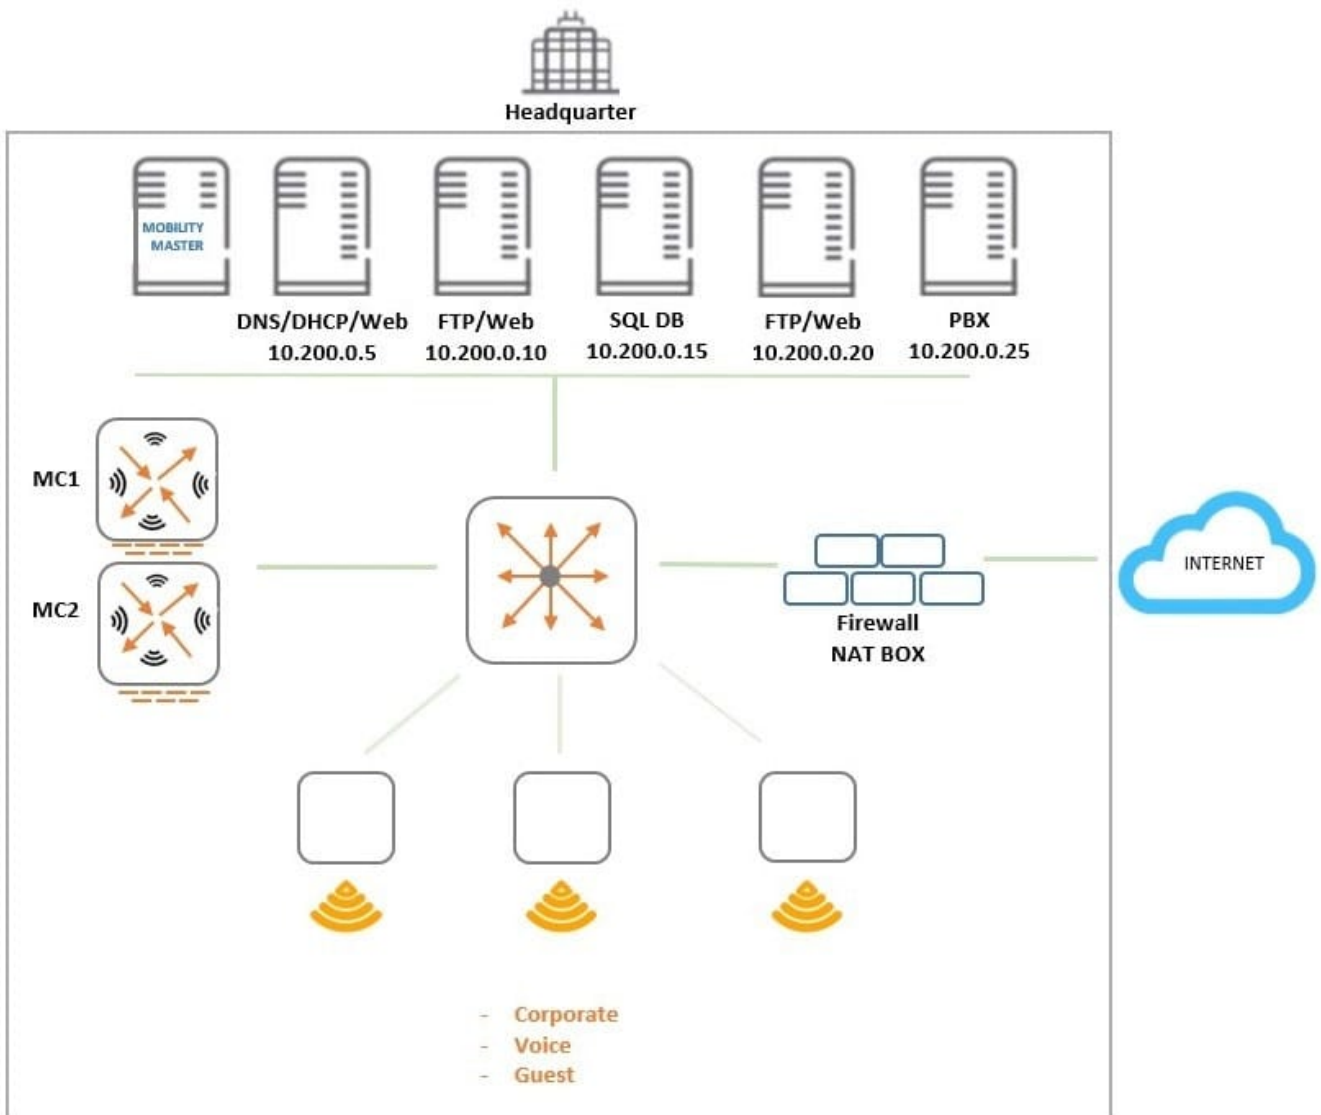 Headquarter
MOBILITY
MASTER
DNS/DHCP/Web
10.200.0.5
FTP/Web
10.200.0.10
SQL DB
10.200.0.15
FTP/Web
10.200.0.20
PBX
10.200.0.25
MC1
MC2
Firewall
NAT BOX
INTERNET
- Corporate
- Voice
- Guest